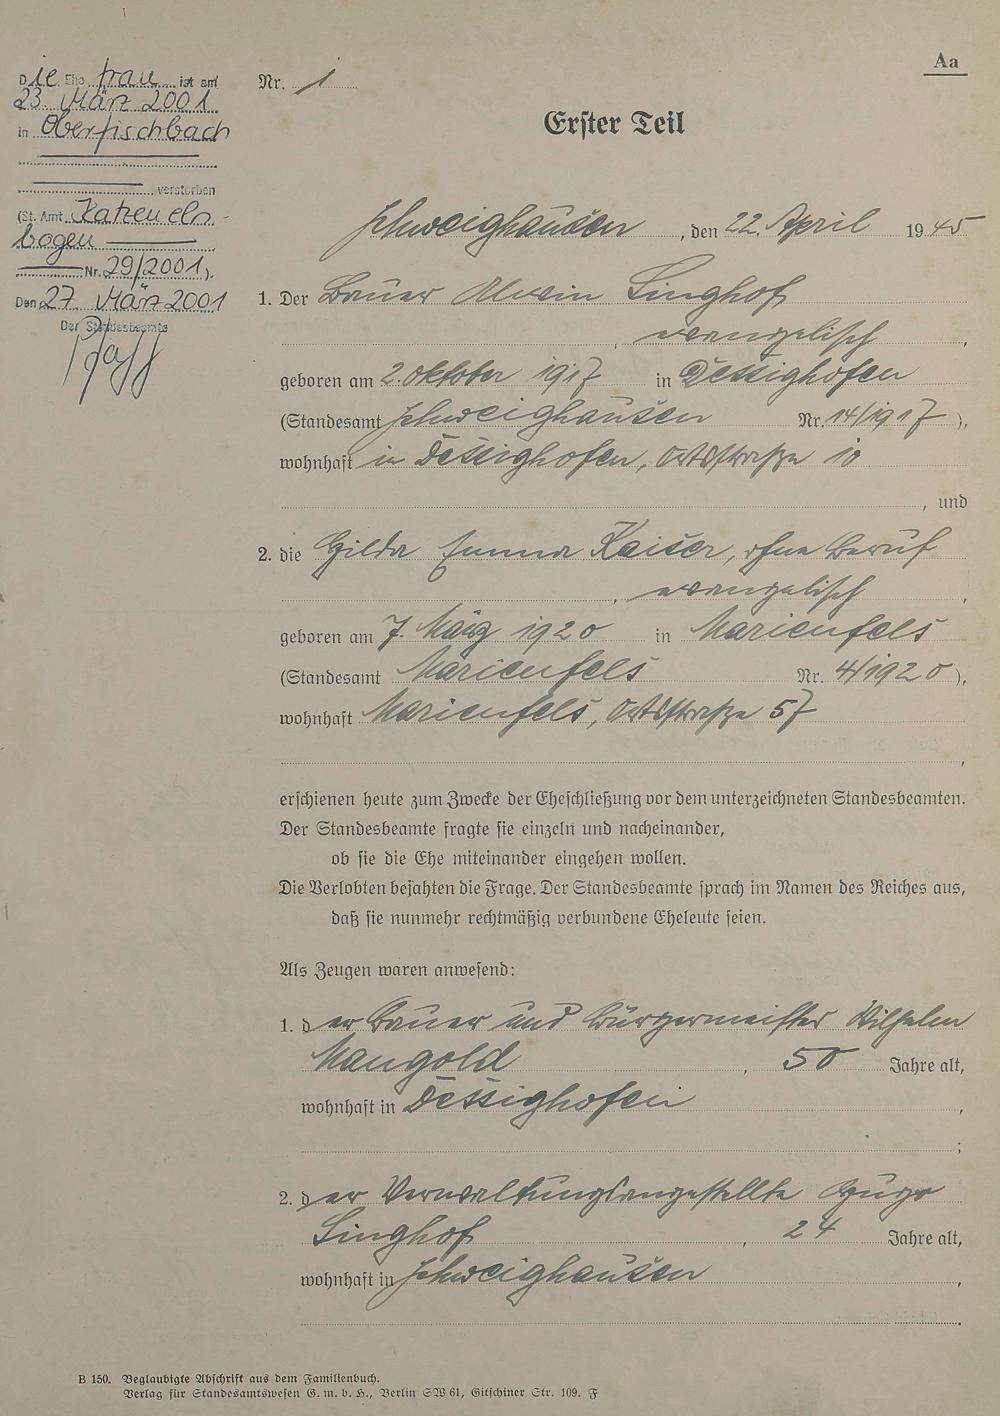 Aa
Die Ehefrau ist am
23. März 2001
in Oberfischbach
verstorben
(St. Amt Katzeneln-
bogen
Nr. 29/2001).
Den 27. März 2001
Der Standesbeamte
Pfaff
Nr. 1
Erster Teil
Schweighausen, den 22. April 1945
1. Der Bauer Alwin Singhof
, evangelisch,
geboren am 2. Oktober 1917 in Dessighofen
(Standesamt Schweighausen Nr. 14/1917),
wohnhaft in Dessighofen, Ortsstraße 10
, und
2. die Gilda Emma Kaiser, ohne Beruf
, evangelisch,
geboren am 7. März 1920 in Marienfels
(Standesamt Marienfels Nr. 4/1920),
wohnhaft Marienfels, Ortsstraße 57
,
erschienen heute zum Zwecke der Eheschließung vor dem unterzeichneten Standesbeamten.
Der Standesbeamte fragte sie einzeln und nacheinander,
ob sie die Ehe miteinander eingehen wollen.
Die Verlobten bejahten die Frage. Der Standesbeamte sprach im Namen des Reiches aus,
daß sie nunmehr rechtmäßig verbundene Eheleute seien.
Als Zeugen waren anwesend:
1. der Bauer und Bürgermeister Wilhelm
Mangold, 50 Jahre alt,
wohnhaft in Dessighofen,
;
2. der Verwaltungsangestellte Hugo
Singhof, 24 Jahre alt,
wohnhaft in Schweighausen,
.
B 150. Beglaubigte Abschrift aus dem Familienbuch.
Verlag für Standesamtswesen G. m. b. H., Berlin SW 61, Gitschiner Str. 109. F